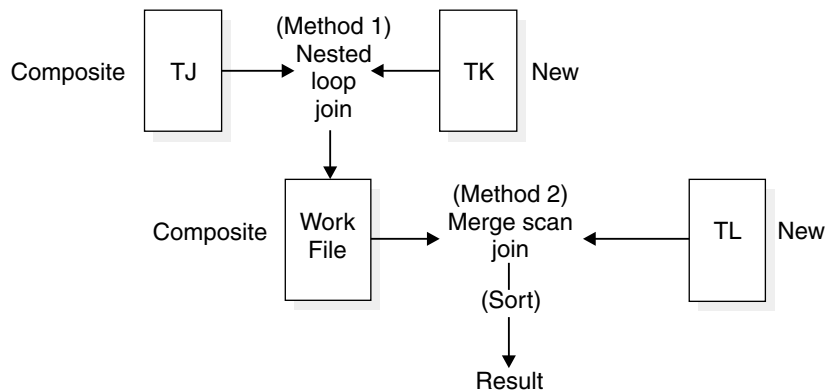 (Method 1)
Nested
loop
join
Composite
TJ
TK
New
(Method 2)
Merge scan
join
Composite
Work
File
TL
New
(Sort)
Result